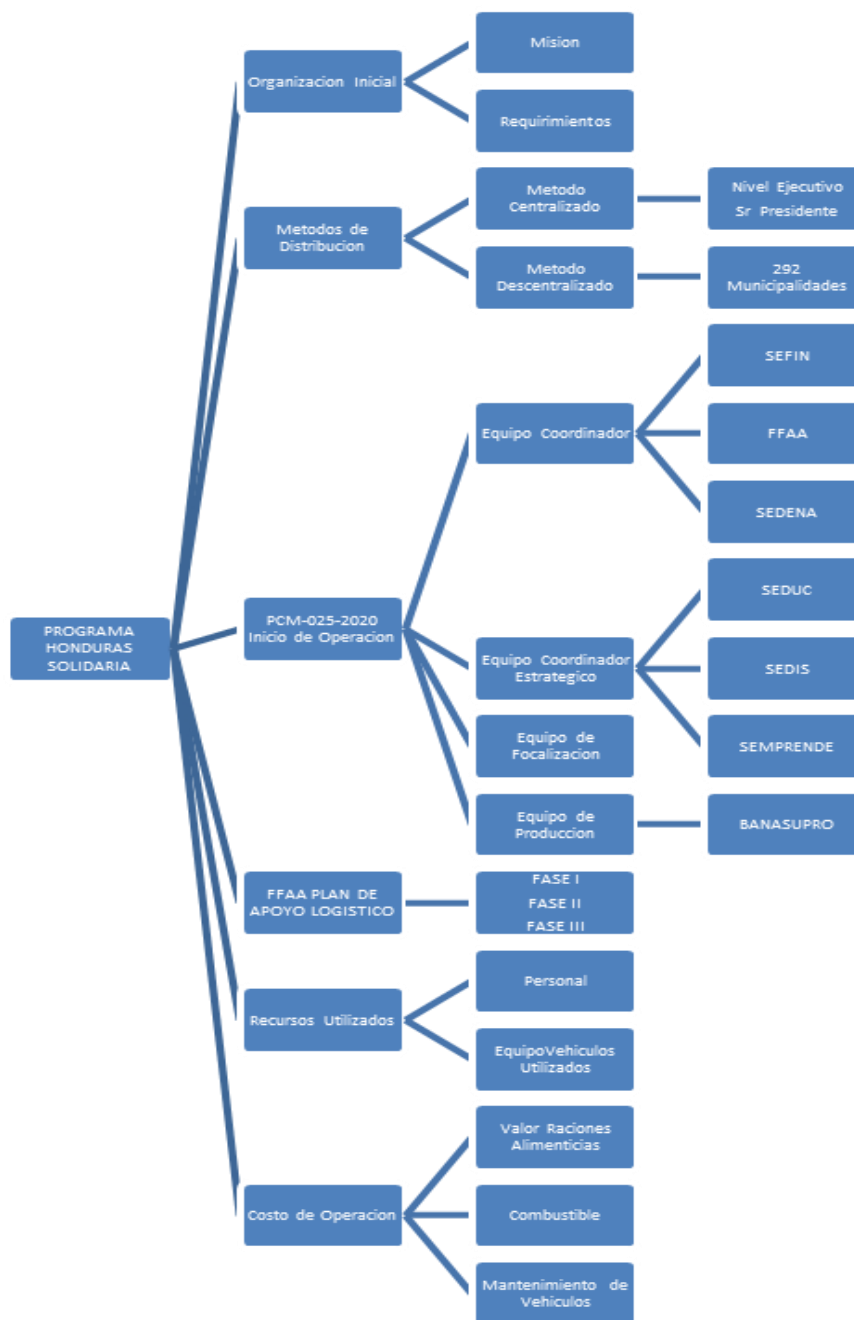 Mision
Organizacion Inicial
Requirimientos
Metodo
Centralizado
Nivel Ejecutivo
Sr Presidente
Metodos de
Distribucion
Metodo
Descentralizado
292
Municipalidades
SEFIN
Equipo Coordinador
FFAA
SEDENA
PROGRAMA
HONDURAS
SOLIDARIA
PCM-025-2020
Inicio de Operacion
SEDUC
Equipo Coordinador
Estrategico
SEDIS
Equipo de
Focalizacion
SEMPRENDE
Equipo de
Produccion
BANASUPRO
FFAA PLAN DE
APOYO LOGISTICO
FASE I
FASE II
FASE III
Personal
Recursos Utilizados
EquipoVehiculos
Utilizados
Valor Raciones
Alimenticias
Costo de Operacion
Combustible
Mantenimiento de
Vehiculos